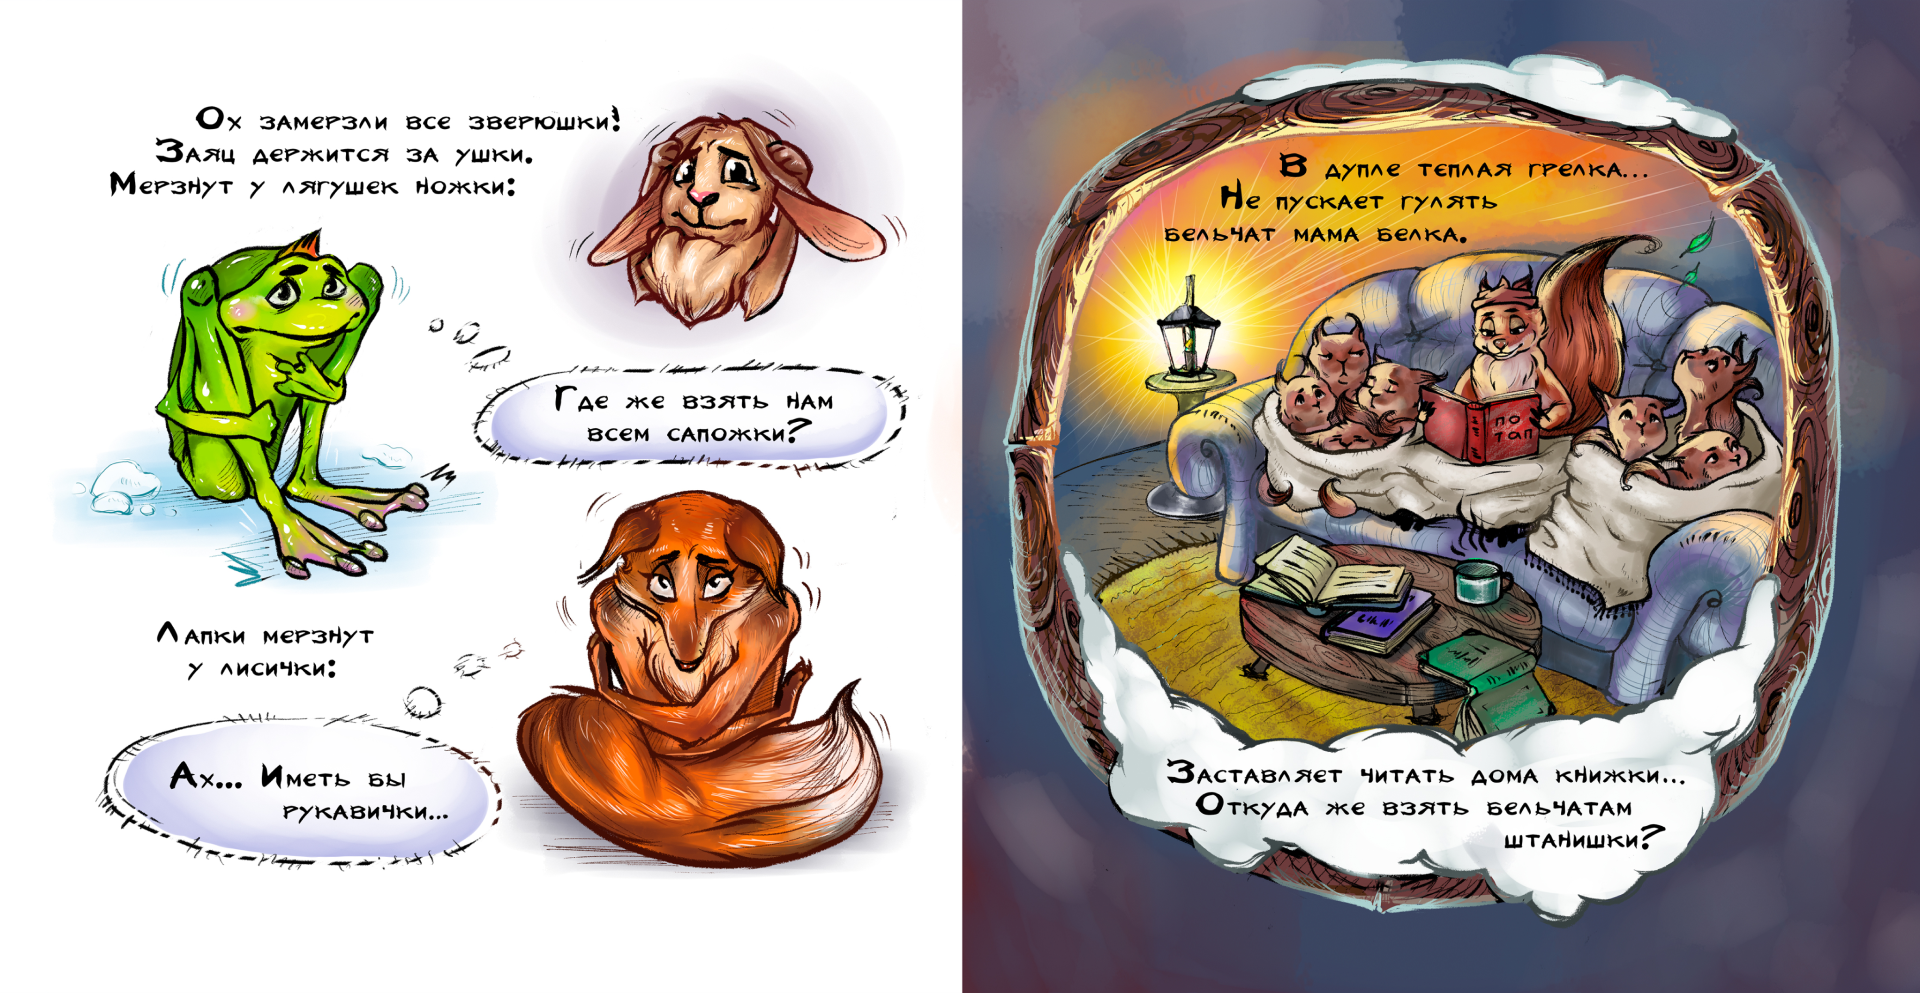 Ох замерзли все зверюшки!
Заяц держится за ушки.
Мерзнут у лягушек ножки:
Где же взять нам
всем сапожки?
Лапки мерзнут
у лисички:
Ах... Иметь бы
рукавички...
В дупле теплая грелка...
Не пускает гулять
бельчат мама белка.
ПО
ТАП
Заставляет читать дома книжки...
Откуда же взять бельчатам
штанишки?